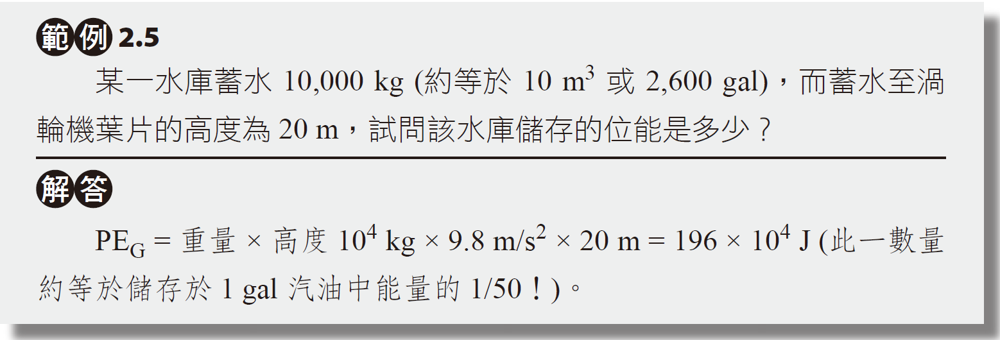 範例 2.5
某一水庫蓄水 10,000 kg (約等於 10 m³ 或 2,600 gal)，而蓄水至渦
輪機葉片的高度為 20 m，試問該水庫儲存的位能是多少？
解答
PE_G = 重量 × 高度 10⁴ kg × 9.8 m/s² × 20 m = 196 × 10⁴ J (此一數量
約等於儲存於 1 gal 汽油中能量的 1/50！)。